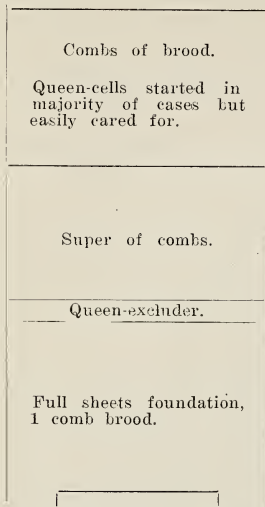 Combs of brood.
Queen-cells started in
majority of cases but
easily cared for.
Super of combs.
Queen-excluder.
Full sheets foundation,
1 comb brood.